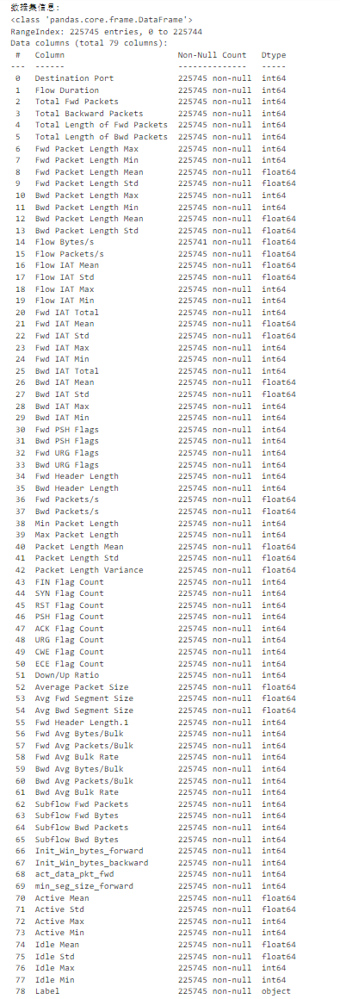 数据集信息:
<class 'pandas.core.frame.DataFrame'>
RangeIndex: 225745 entries, 0 to 225744
Data columns (total 79 columns):
 #   Column                       Non-Null Count   Dtype
---  ------                       --------------   -----
 0   Destination Port             225745 non-null  int64
 1   Flow Duration                225745 non-null  int64
 2   Total Fwd Packets            225745 non-null  int64
 3   Total Backward Packets       225745 non-null  int64
 4   Total Length of Fwd Packets  225745 non-null  int64
 5   Total Length of Bwd Packets  225745 non-null  int64
 6   Fwd Packet Length Max        225745 non-null  int64
 7   Fwd Packet Length Min        225745 non-null  int64
 8   Fwd Packet Length Mean       225745 non-null  float64
 9   Fwd Packet Length Std        225745 non-null  float64
 10  Bwd Packet Length Max        225745 non-null  int64
 11  Bwd Packet Length Min        225745 non-null  int64
 12  Bwd Packet Length Mean       225745 non-null  float64
 13  Bwd Packet Length Std        225745 non-null  float64
 14  Flow Bytes/s                 225741 non-null  float64
 15  Flow Packets/s               225745 non-null  float64
 16  Flow IAT Mean                225745 non-null  float64
 17  Flow IAT Std                 225745 non-null  float64
 18  Flow IAT Max                 225745 non-null  int64
 19  Flow IAT Min                 225745 non-null  int64
 20  Fwd IAT Total                225745 non-null  int64
 21  Fwd IAT Mean                 225745 non-null  float64
 22  Fwd IAT Std                  225745 non-null  float64
 23  Fwd IAT Max                  225745 non-null  int64
 24  Fwd IAT Min                  225745 non-null  int64
 25  Bwd IAT Total                225745 non-null  int64
 26  Bwd IAT Mean                 225745 non-null  float64
 27  Bwd IAT Std                  225745 non-null  float64
 28  Bwd IAT Max                  225745 non-null  int64
 29  Bwd IAT Min                  225745 non-null  int64
 30  Fwd PSH Flags                225745 non-null  int64
 31  Bwd PSH Flags                225745 non-null  int64
 32  Fwd URG Flags                225745 non-null  int64
 33  Bwd URG Flags                225745 non-null  int64
 34  Fwd Header Length            225745 non-null  int64
 35  Bwd Header Length            225745 non-null  int64
 36  Fwd Packets/s                225745 non-null  float64
 37  Bwd Packets/s                225745 non-null  float64
 38  Min Packet Length            225745 non-null  int64
 39  Max Packet Length            225745 non-null  int64
 40  Packet Length Mean           225745 non-null  float64
 41  Packet Length Std            225745 non-null  float64
 42  Packet Length Variance       225745 non-null  float64
 43  FIN Flag Count               225745 non-null  int64
 44  SYN Flag Count               225745 non-null  int64
 45  RST Flag Count               225745 non-null  int64
 46  PSH Flag Count               225745 non-null  int64
 47  ACK Flag Count               225745 non-null  int64
 48  URG Flag Count               225745 non-null  int64
 49  CWE Flag Count               225745 non-null  int64
 50  ECE Flag Count               225745 non-null  int64
 51  Down/Up Ratio                225745 non-null  int64
 52  Average Packet Size          225745 non-null  float64
 53  Avg Fwd Segment Size         225745 non-null  float64
 54  Avg Bwd Segment Size         225745 non-null  float64
 55  Fwd Header Length.1          225745 non-null  int64
 56  Fwd Avg Bytes/Bulk           225745 non-null  int64
 57  Fwd Avg Packets/Bulk         225745 non-null  int64
 58  Fwd Avg Bulk Rate            225745 non-null  int64
 59  Bwd Avg Bytes/Bulk           225745 non-null  int64
 60  Bwd Avg Packets/Bulk         225745 non-null  int64
 61  Bwd Avg Bulk Rate            225745 non-null  int64
 62  Subflow Fwd Packets          225745 non-null  int64
 63  Subflow Fwd Bytes            225745 non-null  int64
 64  Subflow Bwd Packets          225745 non-null  int64
 65  Subflow Bwd Bytes            225745 non-null  int64
 66  Init_Win_bytes_forward       225745 non-null  int64
 67  Init_Win_bytes_backward      225745 non-null  int64
 68  act_data_pkt_fwd             225745 non-null  int64
 69  min_seg_size_forward         225745 non-null  int64
 70  Active Mean                  225745 non-null  float64
 71  Active Std                   225745 non-null  float64
 72  Active Max                   225745 non-null  int64
 73  Active Min                   225745 non-null  int64
 74  Idle Mean                    225745 non-null  float64
 75  Idle Std                     225745 non-null  float64
 76  Idle Max                     225745 non-null  int64
 77  Idle Min                     225745 non-null  int64
 78  Label                        225745 non-null  object